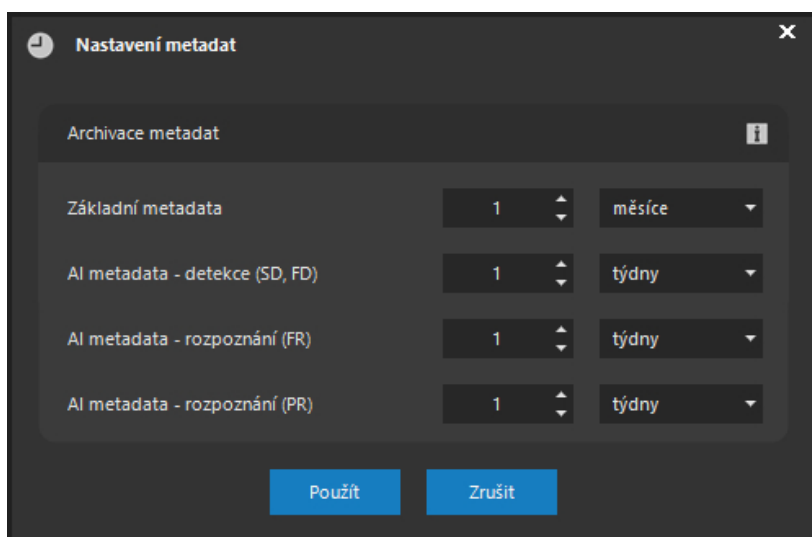 Nastavení metadat
Archivace metadat
Základní metadata 1 měsíce
AI metadata - detekce (SD, FD) 1 týdny
AI metadata - rozpoznání (FR) 1 týdny
AI metadata - rozpoznání (PR) 1 týdny
Použít Zrušit